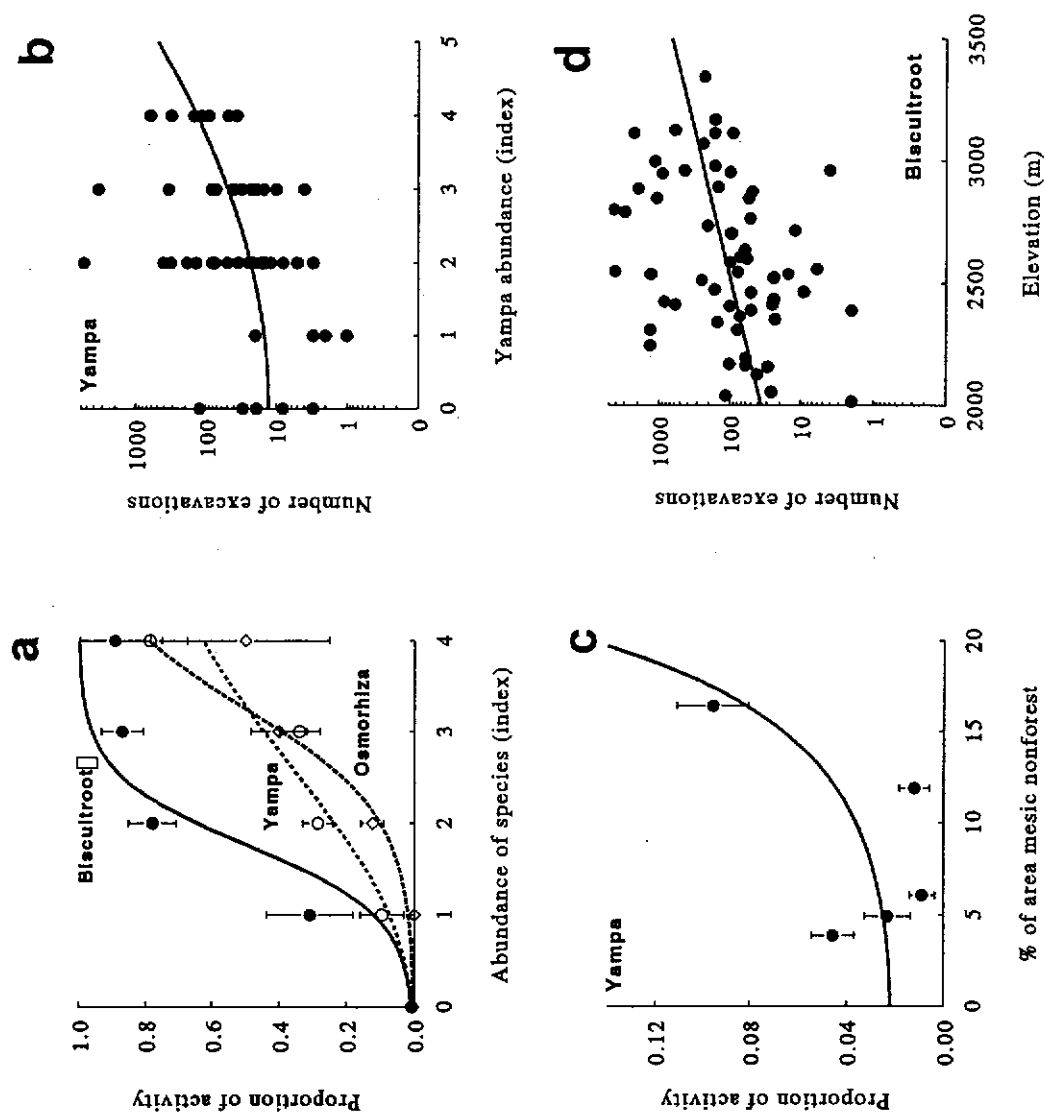 a
Proportion of activity
1.0
0.8
0.6
0.4
0.2
0.0
Biscuitroot
Yampa
Osmorhiza
0 1 2 3 4
Abundance of species (index)
b
Number of excavations
1000
100
10
1
0
Yampa
0 1 2 3 4 5
Yampa abundance (index)
c
Proportion of activity
0.12
0.04
0.00
Yampa
0 5 10 15 20
% of area mesic nonforest
d
Number of excavations
1000
100
10
1
0
Biscuitroot
2000 2500 3000 3500
Elevation (m)